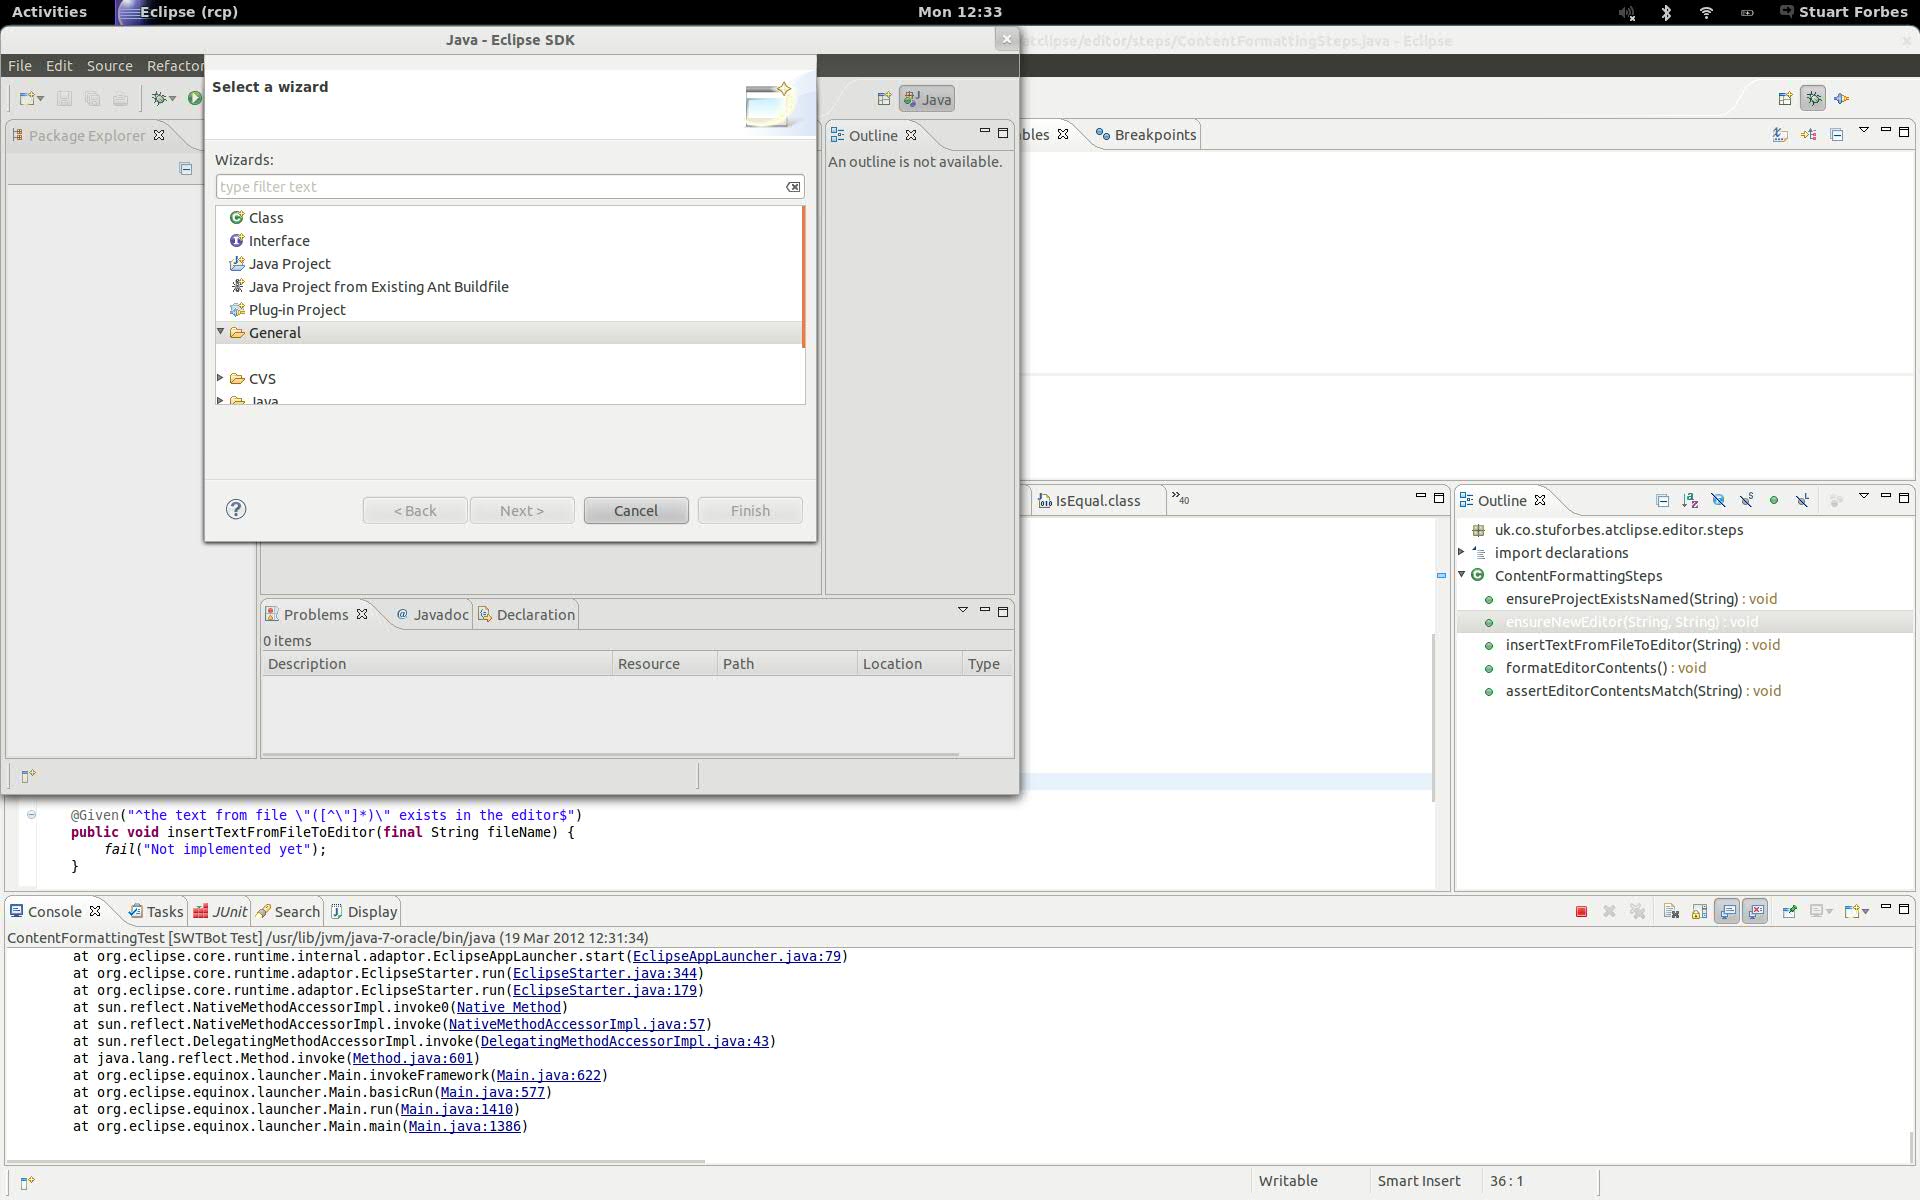 Activities
Eclipse (rcp)
Mon 12:33
Stuart Forbes
Java - Eclipse SDK
atclipse/editor/steps/ContentFormattingSteps.java - Eclipse
File Edit Source Refactor
Select a wizard
Java
Package Explorer
Outline
bles
Breakpoints
Wizards:
An outline is not available.
type filter text
Class
Interface
Java Project
Java Project from Existing Ant Buildfile
Plug-in Project
General
CVS
Java
< Back
Next >
Cancel
Finish
IsEqual.class
»40
Outline
uk.co.stuforbes.atclipse.editor.steps
import declarations
ContentFormattingSteps
ensureProjectExistsNamed(String) : void
ensureNewEditor(String, String) : void
insertTextFromFileToEditor(String) : void
formatEditorContents() : void
assertEditorContentsMatch(String) : void
Problems
Javadoc
Declaration
0 items
Description Resource Path Location Type
@Given("^the text from file \"([^\"]*)\" exists in the editor$")
public void insertTextFromFileToEditor(final String fileName) {
fail("Not implemented yet");
}
Console
Tasks
JUnit
Search
Display
ContentFormattingTest [SWTBot Test] /usr/lib/jvm/java-7-oracle/bin/java (19 Mar 2012 12:31:34)
at org.eclipse.core.runtime.internal.adaptor.EclipseAppLauncher.start(EclipseAppLauncher.java:79)
at org.eclipse.core.runtime.adaptor.EclipseStarter.run(EclipseStarter.java:344)
at org.eclipse.core.runtime.adaptor.EclipseStarter.run(EclipseStarter.java:179)
at sun.reflect.NativeMethodAccessorImpl.invoke0(Native Method)
at sun.reflect.NativeMethodAccessorImpl.invoke(NativeMethodAccessorImpl.java:57)
at sun.reflect.DelegatingMethodAccessorImpl.invoke(DelegatingMethodAccessorImpl.java:43)
at java.lang.reflect.Method.invoke(Method.java:601)
at org.eclipse.equinox.launcher.Main.invokeFramework(Main.java:622)
at org.eclipse.equinox.launcher.Main.basicRun(Main.java:577)
at org.eclipse.equinox.launcher.Main.run(Main.java:1410)
at org.eclipse.equinox.launcher.Main.main(Main.java:1386)
Writable
Smart Insert
36 : 1